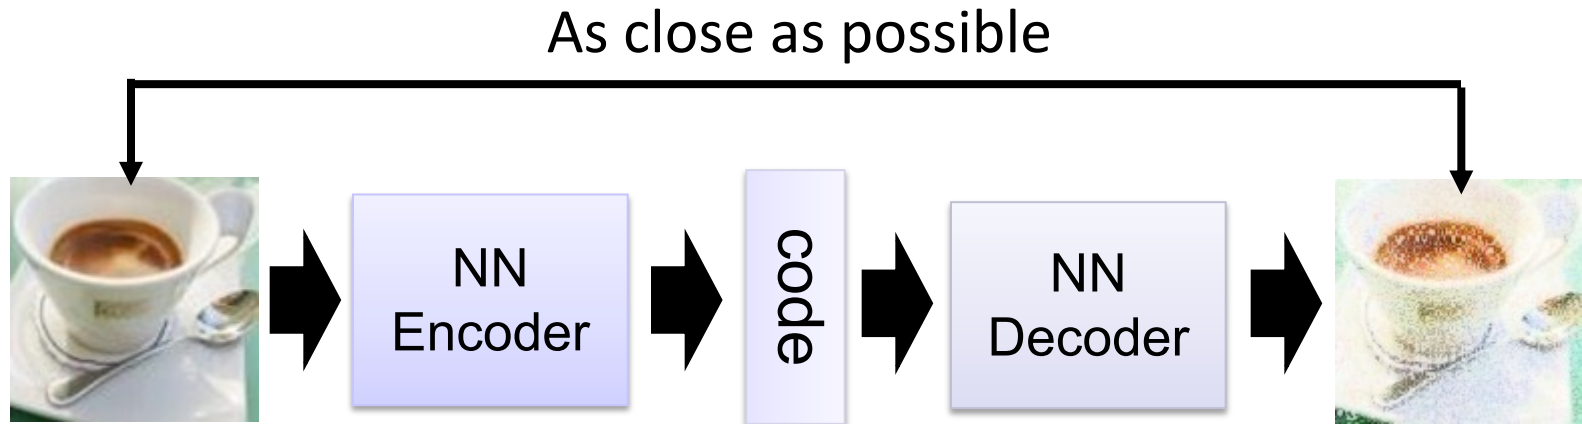 As close as possible
NN
Encoder
code
NN
Decoder